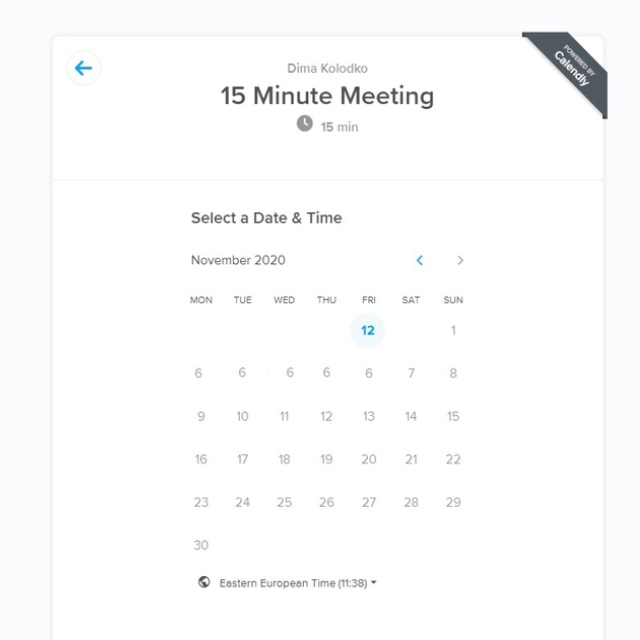 Dima Kolodko
POWERED BY
Calendly
15 Minute Meeting
15 min
Select a Date & Time
November 2020
MON TUE WED THU FRI SAT SUN
12 1
6 6 6 6 6 7 8
9 10 11 12 13 14 15
16 17 18 19 20 21 22
23 24 25 26 27 28 29
30
Eastern European Time (11:38)